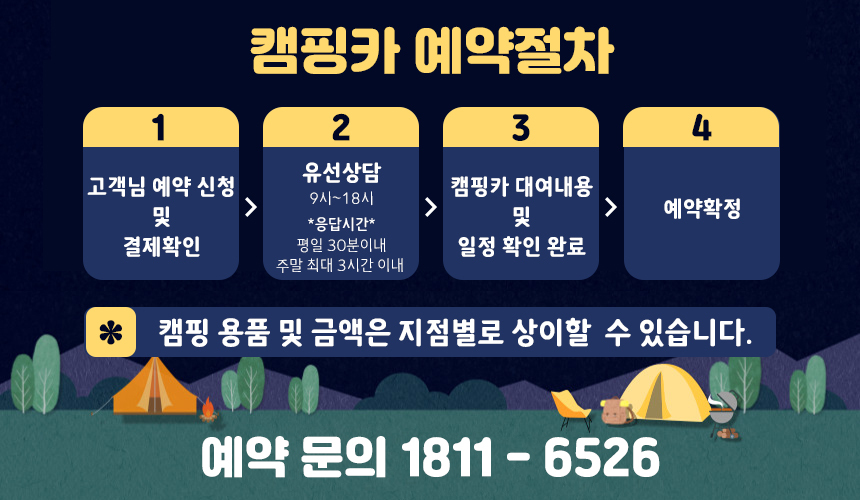 캠핑카 예약절차
1
고객님 예약 신청
및
결제확인
2
유선상담
9시~18시
*응답시간*
평일 30분이내
주말 최대 3시간 이내
3
캠핑카 대여내용
및
일정 확인 완료
4
예약확정
* 캠핑 용품 및 금액은 지점별로 상이할 수 있습니다.
예약 문의 1811 - 6526